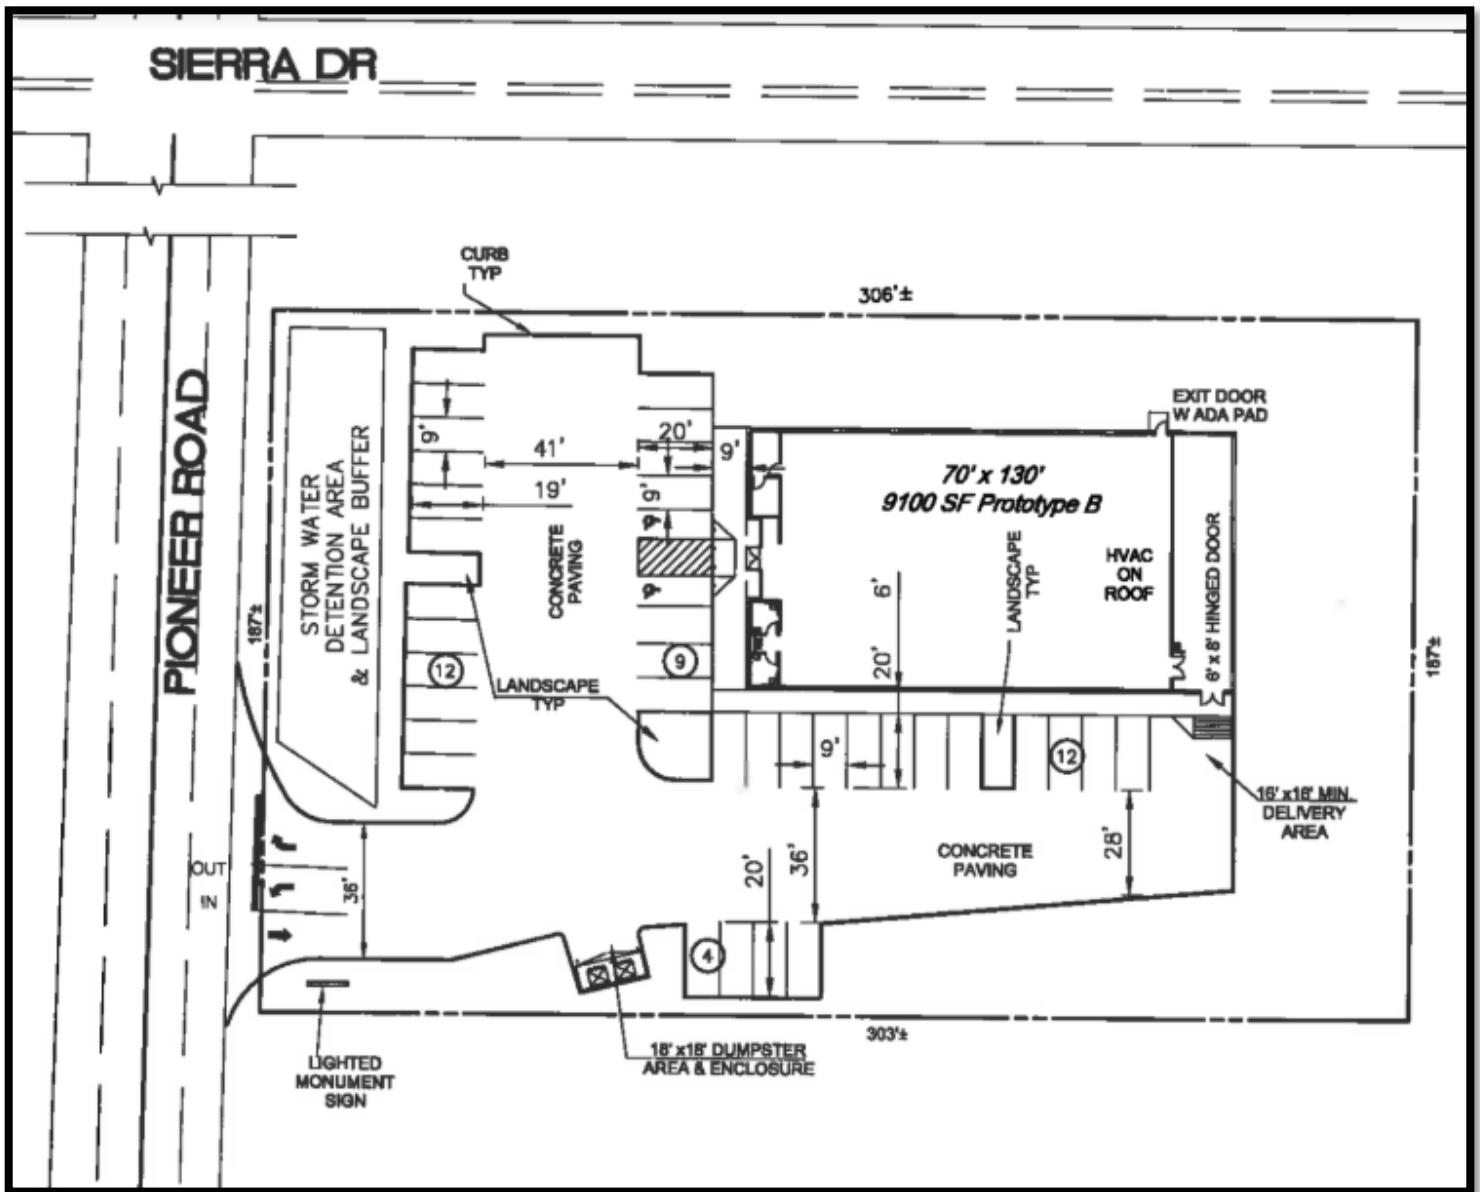 SIERRA DR
PIONEER ROAD
CURB
TYP
306'±
187'±
187'±
303'±
STORM WATER
DETENTION AREA
& LANDSCAPE BUFFER
9'
41'
19'
20'
9'
9'
CONCRETE
PAVING
12
9
LANDSCAPE
TYP
EXIT DOOR
W ADA PAD
70' x 130'
9100 SF Prototype B
LANDSCAPE
TYP
HVAC
ON
ROOF
6' x 8' HINGED DOOR
6'
20'
9'
12
16' x16' MIN.
DELIVERY
AREA
36'
28'
CONCRETE
PAVING
20'
4
OUT
IN
36'
18' x18' DUMPSTER
AREA & ENCLOSURE
LIGHTED
MONUMENT
SIGN